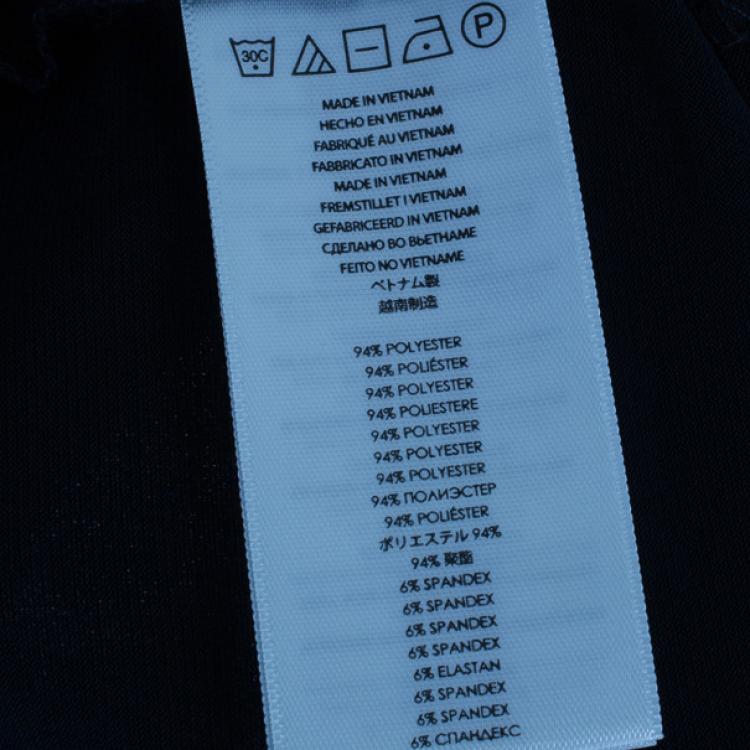 30C
P
MADE IN VIETNAM
HECHO EN VIETNAM
FABRIQUÉ AU VIETNAM
FABBRICATO IN VIETNAM
MADE IN VIETNAM
FREMSTILLET I VIETNAM
GEFABRICEERD IN VIETNAM
СДЕЛАНО ВО ВЬЕТНАМЕ
FEITO NO VIETNAME
ベトナム製
越南制造
94% POLYESTER
94% POLIÉSTER
94% POLYESTER
94% POLIESTERE
94% POLYESTER
94% POLYESTER
94% POLYESTER
94% ПОЛИЭСТЕР
94% POLIÉSTER
ポリエステル 94%
94% 聚酯
6% SPANDEX
6% SPANDEX
6% SPANDEX
6% SPANDEX
6% ELASTAN
6% SPANDEX
6% SPANDEX
6% СПАНДЕКС